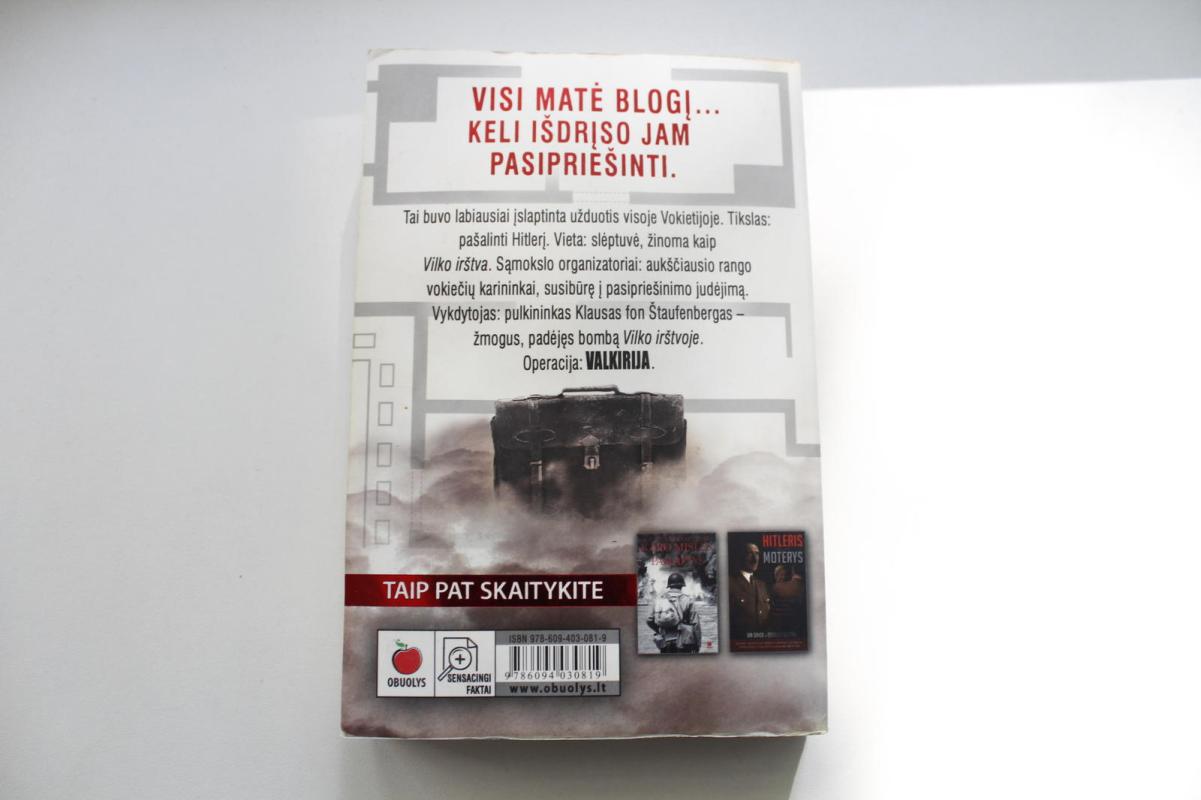 VISI MATĖ BLOGĮ...
KELI IŠDRĮSO JAM
PASIPRIEŠINTI.
Tai buvo labiausiai įslaptinta užduotis visoje Vokietijoje. Tikslas:
pašalinti Hitlerį. Vieta: slėptuvė, žinoma kaip
Vilko irštva. Sąmokslo organizatoriai: aukščiausio rango
vokiečių karininkai, susibūrę į pasipriešinimo judėjimą.
Vykdytojas: pulkininkas Klausas fon Štaufenbergas –
žmogus, padėjęs bombą Vilko irštvoje.
Operacija: VALKIRIJA.
HITLERIS
MOTERYS
TAIP PAT SKAITYKITE
OBUOLYS
SENSACINGI
FAKTAI
ISBN 978-609-403-081-9
9 786094 030819
www.obuolys.lt